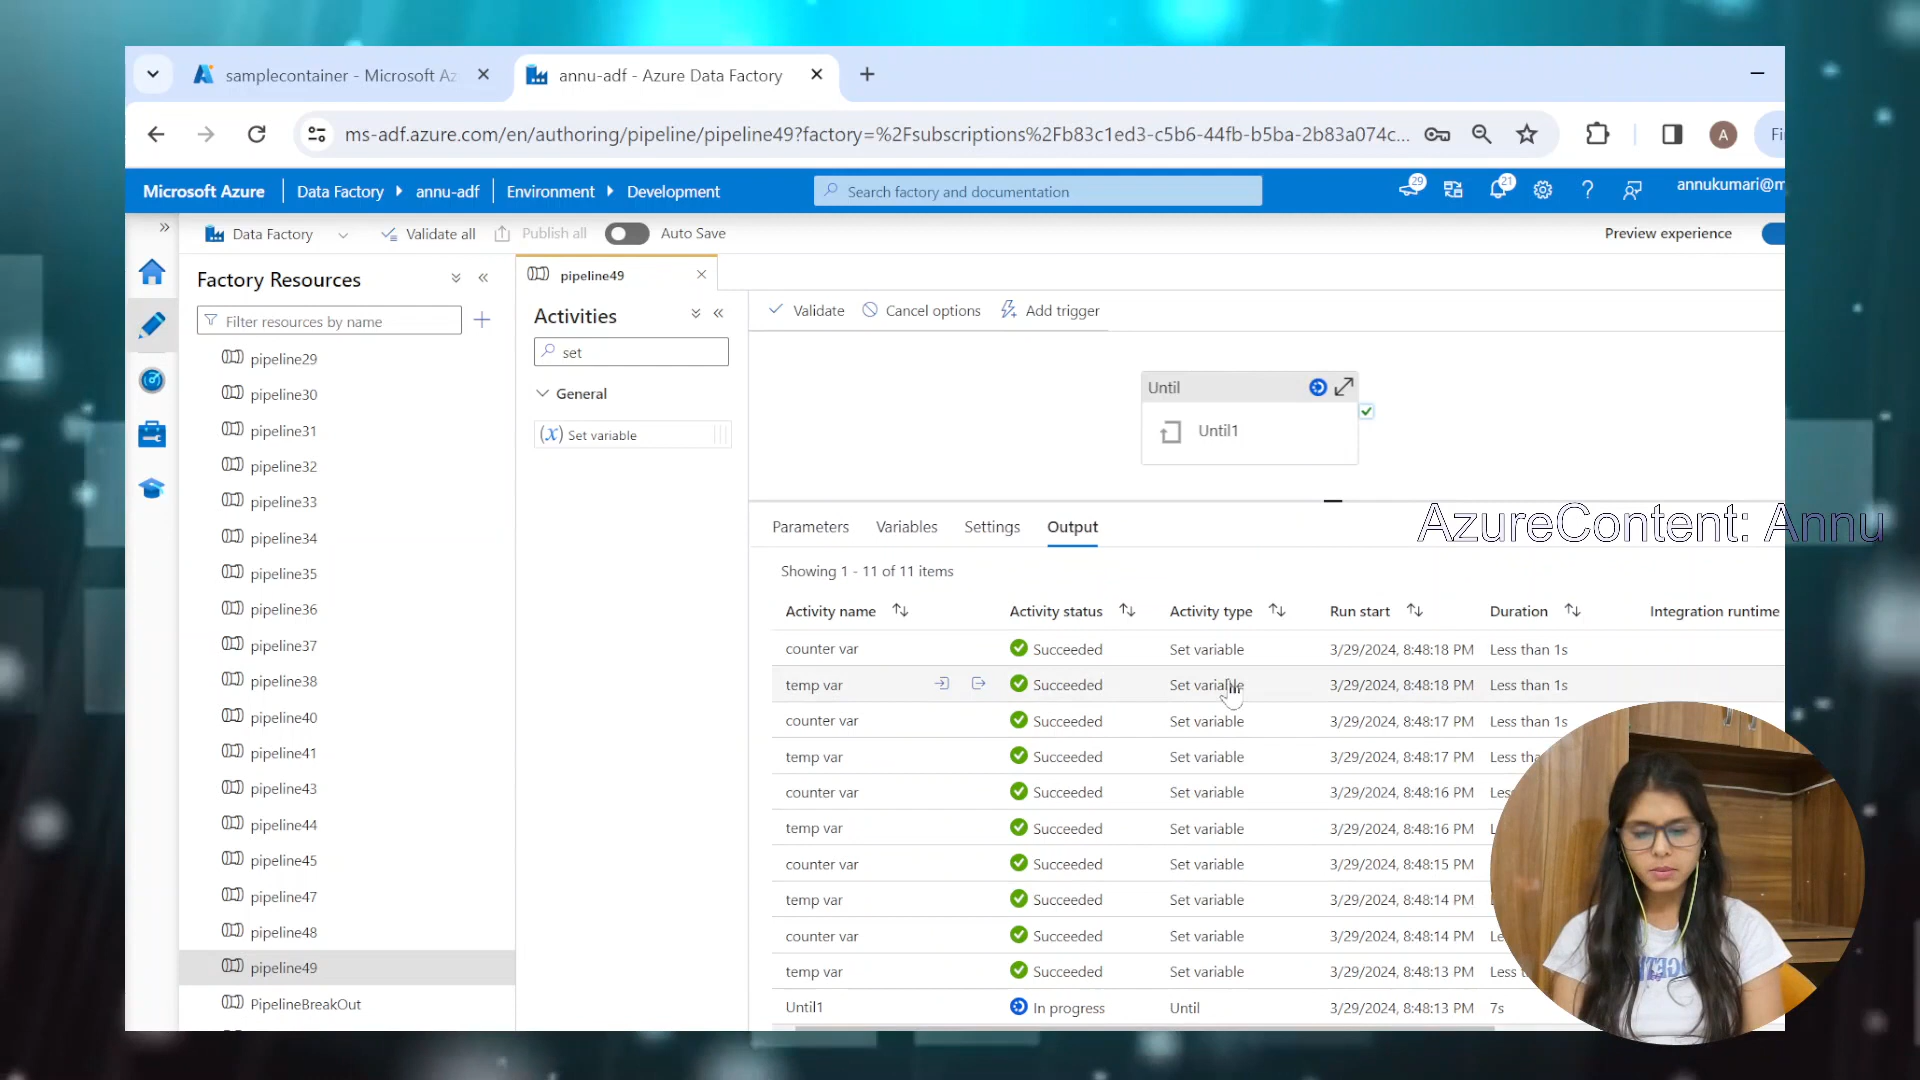 samplecontainer - Microsoft Az
annu-adf - Azure Data Factory
ms-adf.azure.com/en/authoring/pipeline/pipeline49?factory=%2Fsubscriptions%2Fb83c1ed3-c5b6-44fb-b5ba-2b83a074c...
A
Microsoft Azure
Data Factory
annu-adf
Environment
Development
Search factory and documentation
29
21
annukumari@m
Data Factory
Validate all
Publish all
Auto Save
Preview experience
Factory Resources
Filter resources by name
pipeline29
pipeline30
pipeline31
pipeline32
pipeline33
pipeline34
pipeline35
pipeline36
pipeline37
pipeline38
pipeline40
pipeline41
pipeline43
pipeline44
pipeline45
pipeline47
pipeline48
pipeline49
PipelineBreakOut
pipeline49
Activities
set
General
(x) Set variable
Validate
Cancel options
Add trigger
Until
Until1
AzureContent: Annu
Parameters Variables Settings Output
Showing 1 - 11 of 11 items
Activity name Activity status Activity type Run start Duration Integration runtime
counter var Succeeded Set variable 3/29/2024, 8:48:18 PM Less than 1s
temp var Succeeded Set variable 3/29/2024, 8:48:18 PM Less than 1s
counter var Succeeded Set variable 3/29/2024, 8:48:17 PM Less than 1s
temp var Succeeded Set variable 3/29/2024, 8:48:17 PM Less tha
counter var Succeeded Set variable 3/29/2024, 8:48:16 PM Les
temp var Succeeded Set variable 3/29/2024, 8:48:16 PM L
counter var Succeeded Set variable 3/29/2024, 8:48:15 PM
temp var Succeeded Set variable 3/29/2024, 8:48:14 PM
counter var Succeeded Set variable 3/29/2024, 8:48:14 PM Le
temp var Succeeded Set variable 3/29/2024, 8:48:13 PM Less
Until1 In progress Until 3/29/2024, 8:48:13 PM 7s